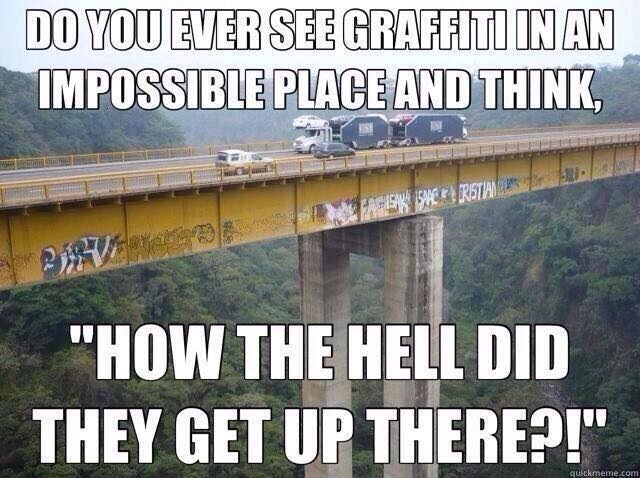 DO YOU EVER SEE GRAFFITI IN AN
IMPOSSIBLE PLACE AND THINK,
CRISTIAN
"HOW THE HELL DID
THEY GET UP THERE?!"
quickmeme.com